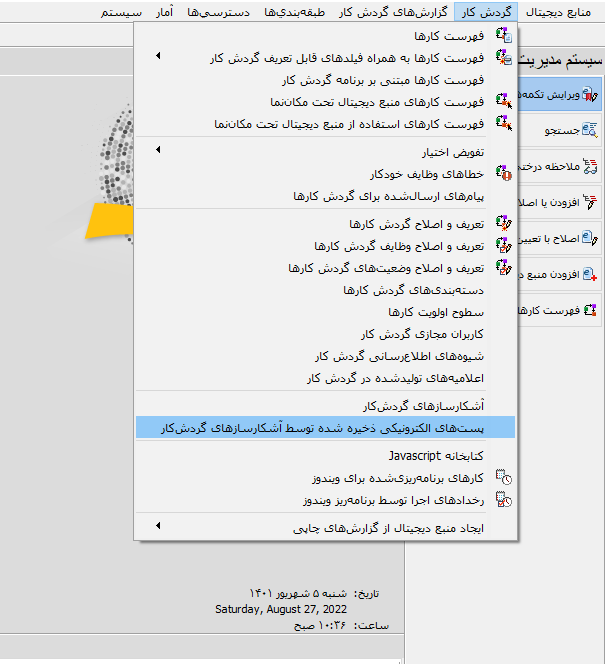 منابع دیجیتال
گردش کار
گزارش‌های گردش کار
طبقه‌بندی‌ها
دسترسی‌ها
آمار
سیستم
سیستم مدیریت
ویرایش تکمه‌ه
جستجو
ملاحظه درختی
افزودن یا اصلا
اصلاح با تعیین
افزودن منبع د
فهرست کارها
فهرست کارها
فهرست کارها به همراه فیلدهای قابل تعریف گردش کار
فهرست کارها مبتنی بر برنامه گردش کار
فهرست کارهای منبع دیجیتال تحت مکان‌نما
فهرست کارهای استفاده از منبع دیجیتال تحت مکان‌نما
تفویض اختیار
خطاهای وظایف خودکار
پیام‌های ارسال‌شده برای گردش کارها
تعریف و اصلاح گردش کارها
تعریف و اصلاح وظایف گردش کارها
تعریف و اصلاح وضعیت‌های گردش کارها
دسته‌بندی‌های گردش کارها
سطوح اولویت کارها
کاربران مجازی گردش کار
شیوه‌های اطلاع‌رسانی گردش کار
اعلامیه‌های تولیدشده در گردش کار
آشکارسازهای گردش‌کار
پست‌های الکترونیکی ذخیره شده توسط آشکارسازهای گردش‌کار
کتابخانه Javascript
کارهای برنامه‌ریزی‌شده برای ویندوز
رخدادهای اجرا توسط برنامه‌ریز ویندوز
ایجاد منبع دیجیتال از گزارش‌های چاپی
تاریخ: شنبه ۵ شهریور ۱۴۰۱
Saturday, August 27, 2022
ساعت: ۱۰:۳۶ صبح